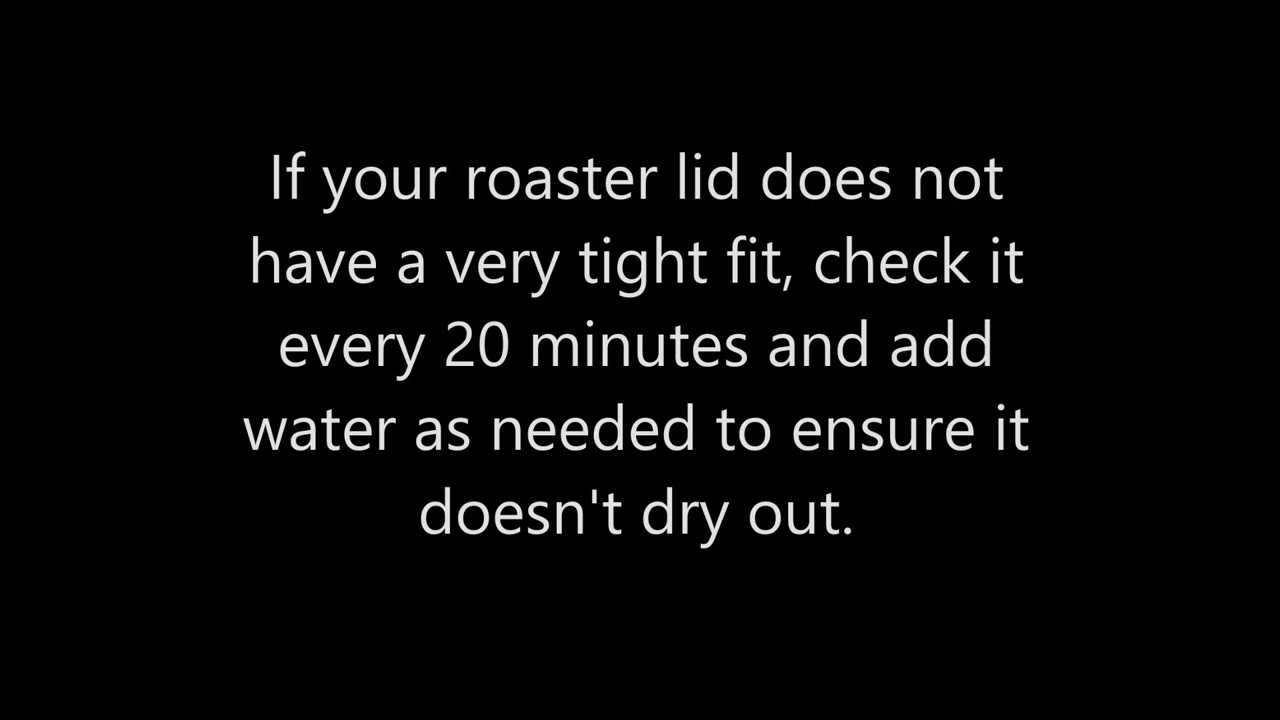 If your roaster lid does not
have a very tight fit, check it
every 20 minutes and add
water as needed to ensure it
doesn't dry out.